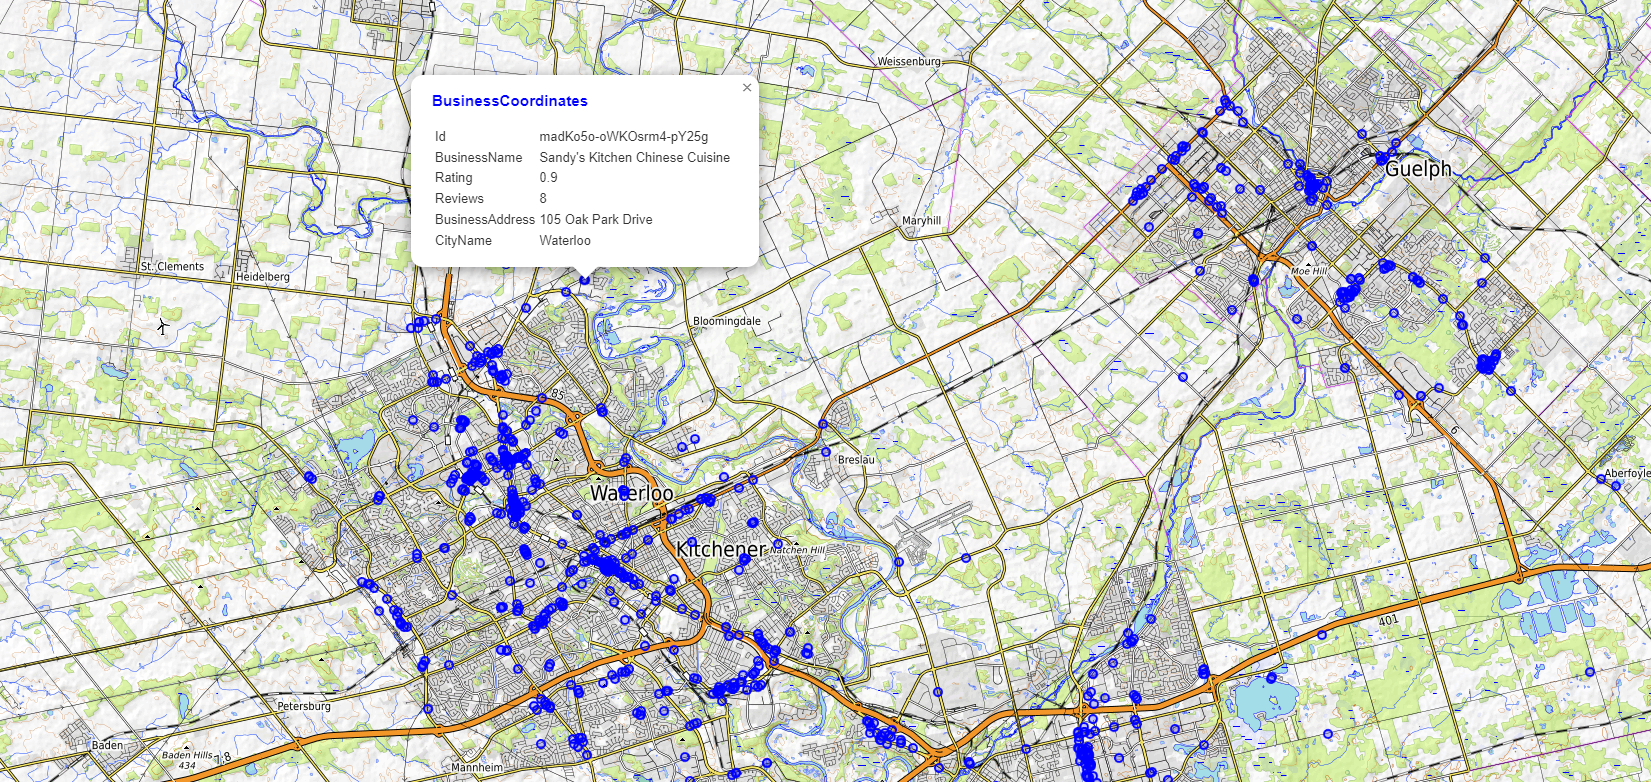 Weissenburg
BusinessCoordinates
×
Id madKo5o-oWKOsrm4-pY25g
BusinessName Sandy's Kitchen Chinese Cuisine
Rating 0.9
Reviews 8
BusinessAddress 105 Oak Park Drive
CityName Waterloo
Guelph
Maryhill
St. Clements
Heidelberg
Moe Hill
Bloomingdale
85
6
Breslau
Aberfoyle
Waterloo
Kitchener
Natchen Hill
401
Petersburg
Baden
Baden Hills
434
7;8
Mannheim